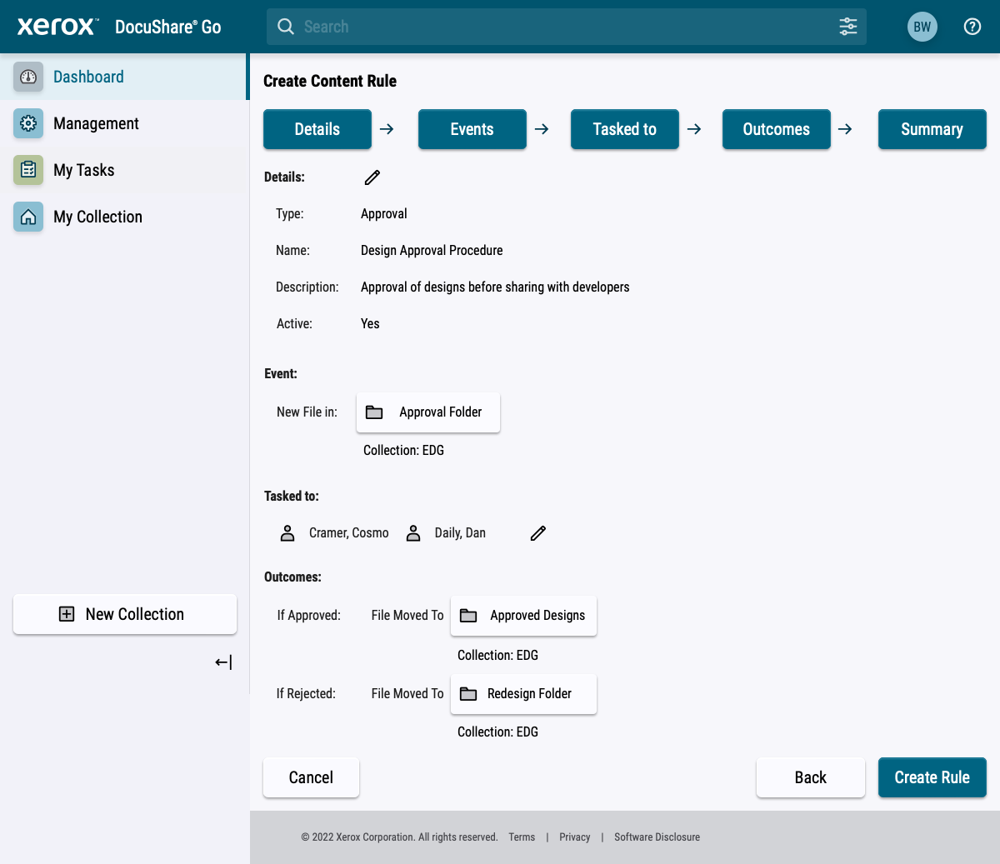 xerox™ DocuShare® Go
Search
BW
Dashboard
Management
My Tasks
My Collection
New Collection
Create Content Rule
Details
Events
Tasked to
Outcomes
Summary
Details:
Type: Approval
Name: Design Approval Procedure
Description: Approval of designs before sharing with developers
Active: Yes
Event:
New File in: Approval Folder
Collection: EDG
Tasked to:
Cramer, Cosmo Daily, Dan
Outcomes:
If Approved: File Moved To Approved Designs
Collection: EDG
If Rejected: File Moved To Redesign Folder
Collection: EDG
Cancel
Back
Create Rule
© 2022 Xerox Corporation. All rights reserved. Terms | Privacy | Software Disclosure